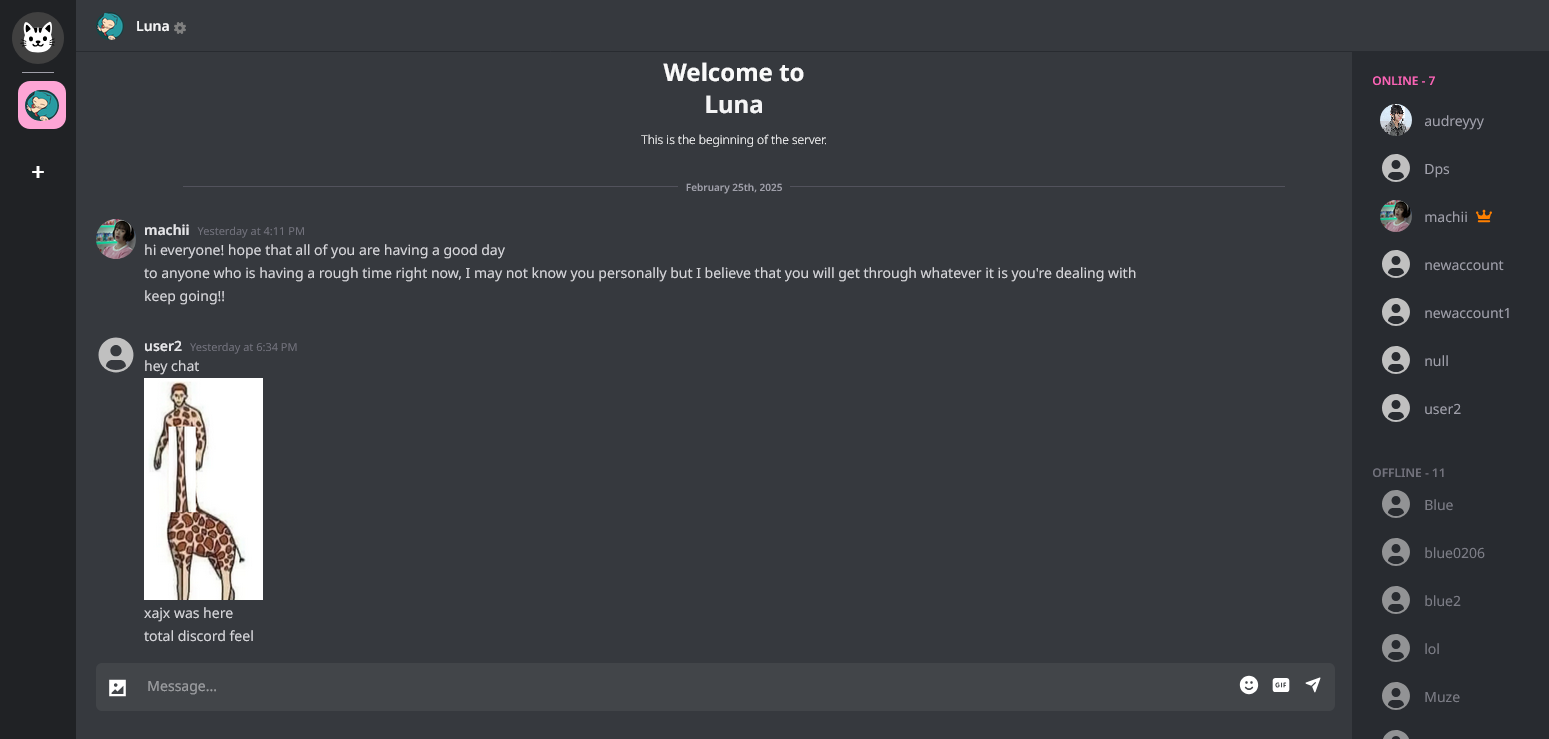 Luna
Welcome to
Luna
This is the beginning of the server.
February 25th, 2025
machii Yesterday at 4:11 PM
hi everyone! hope that all of you are having a good day
to anyone who is having a rough time right now, I may not know you personally but I believe that you will get through whatever it is you're dealing with
keep going!!
user2 Yesterday at 6:34 PM
hey chat
xajx was here
total discord feel
Message...
GIF
ONLINE - 7
audreyyy
Dps
machii
newaccount
newaccount1
null
user2
OFFLINE - 11
Blue
blue0206
blue2
lol
Muze